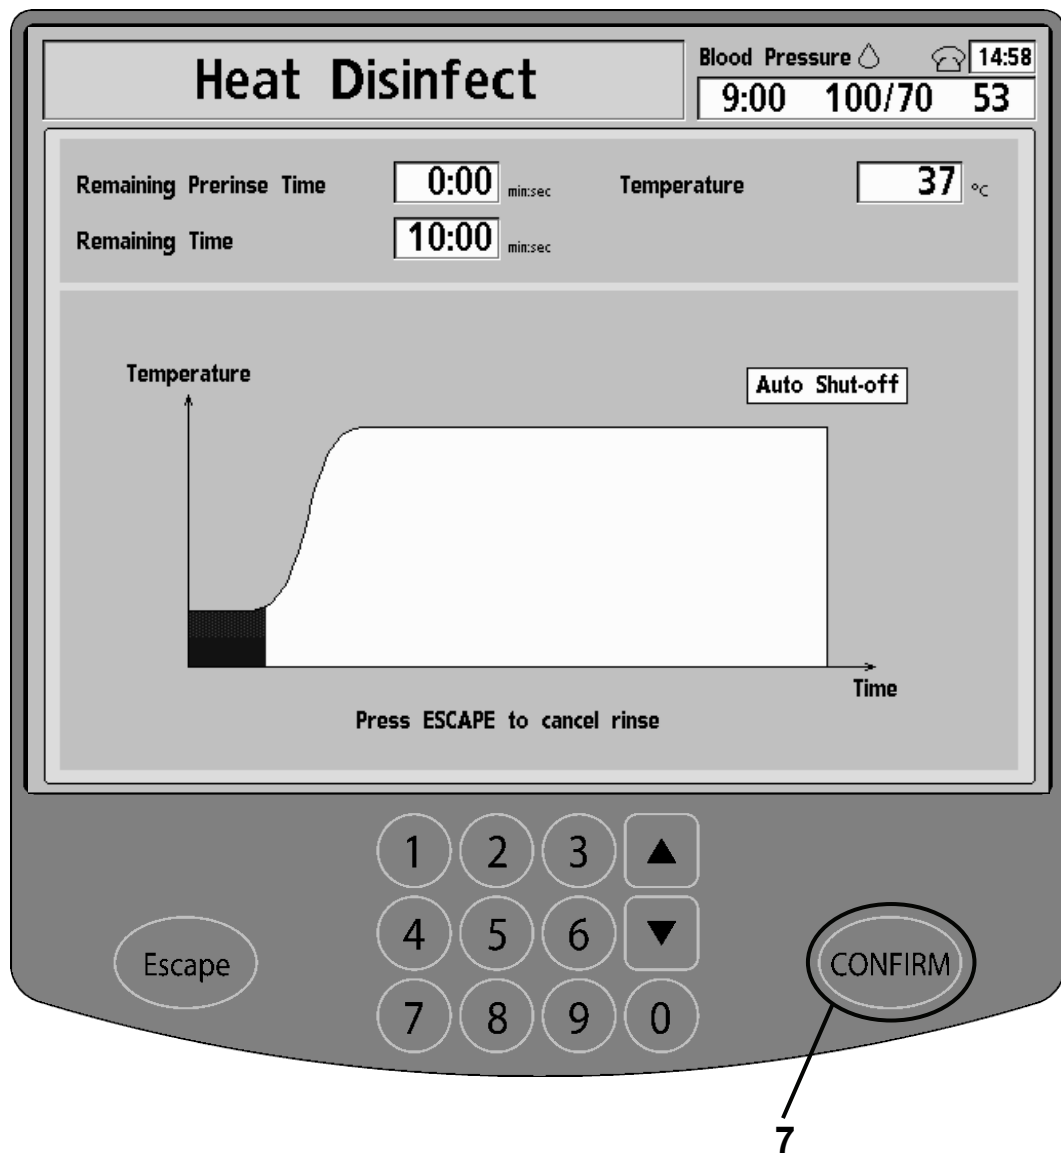 Heat Disinfect
Blood Pressure 14:58
9:00 100/70 53
Remaining Prerinse Time 0:00 min:sec Temperature 37 °C
Remaining Time 10:00 min:sec
Temperature
Auto Shut-off
Time
Press ESCAPE to cancel rinse
1 2 3
4 5 6
Escape
CONFIRM
7 8 9 0
7